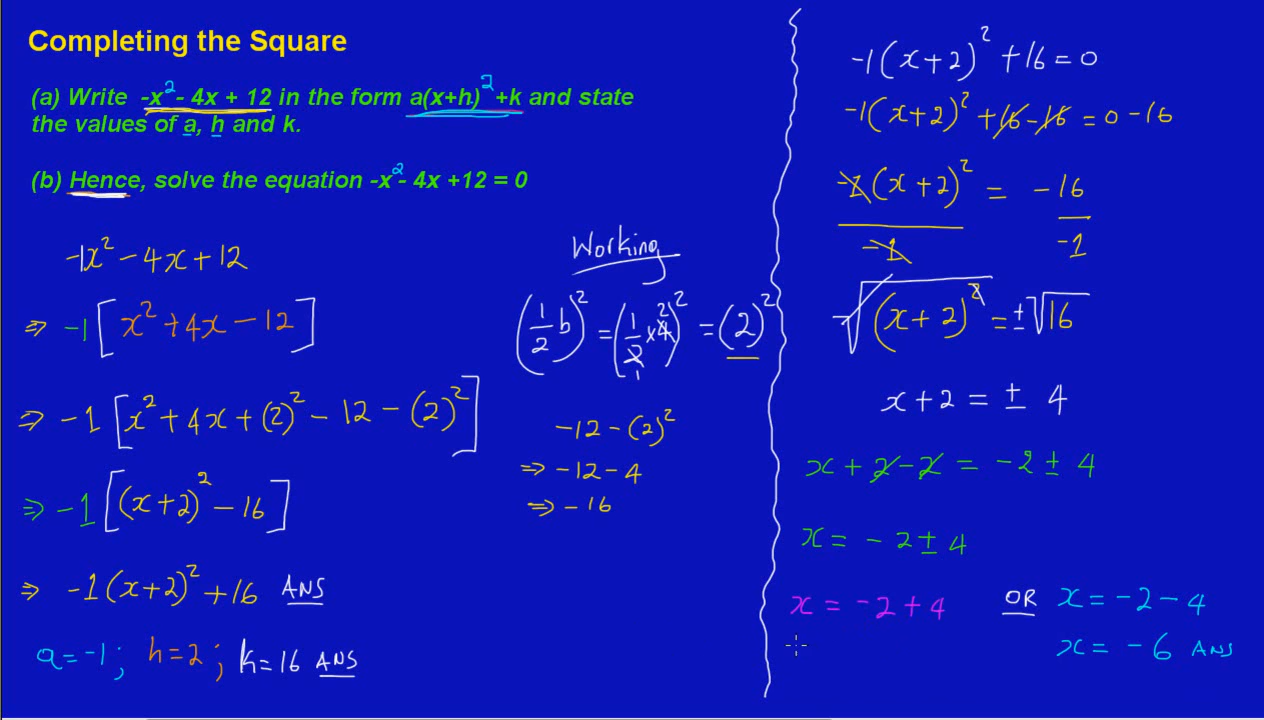 Completing the Square
(a) Write -x² - 4x + 12 in the form a(x+h)² +k and state
the values of a, h and k.
(b) Hence, solve the equation -x² - 4x +12 = 0
-1x² - 4x + 12
⇒ -1[x² + 4x - 12]
⇒ -1[x² + 4x + (2)² - 12 - (2)²]
⇒ -1[(x+2)² - 16]
⇒ -1(x+2)² + 16 ANS
a = -1; h = 2; k = 16 ANS
Working
(1/2 b)² = (1/2 × 4)² = (2)²
2
1
-12 - (2)²
⇒ -12 - 4
⇒ -16
-1(x+2)² + 16 = 0
-1(x+2)² + 16 - 16 = 0 - 16
-1(x+2)² = -16
-1 -1
√(x+2)² = ±√16
x + 2 = ± 4
x + 2 - 2 = -2 ± 4
x = -2 ± 4
x = -2 + 4 OR x = -2 - 4
x = -6 ANS